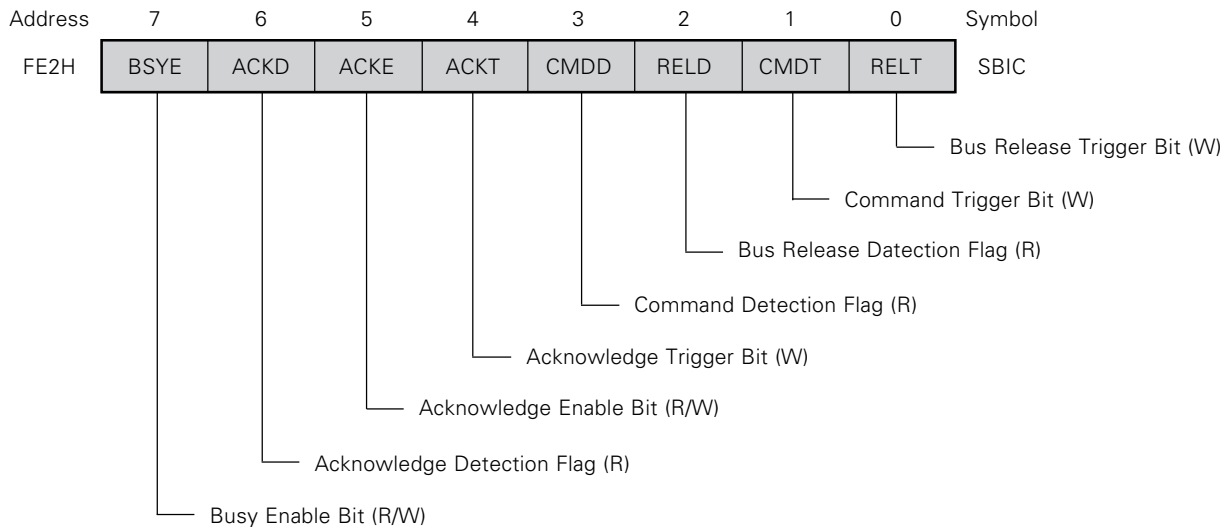 Address 7 6 5 4 3 2 1 0 Symbol
FE2H BSYE ACKD ACKE ACKT CMDD RELD CMDT RELT SBIC
Bus Release Trigger Bit (W)
Command Trigger Bit (W)
Bus Release Datection Flag (R)
Command Detection Flag (R)
Acknowledge Trigger Bit (W)
Acknowledge Enable Bit (R/W)
Acknowledge Detection Flag (R)
Busy Enable Bit (R/W)